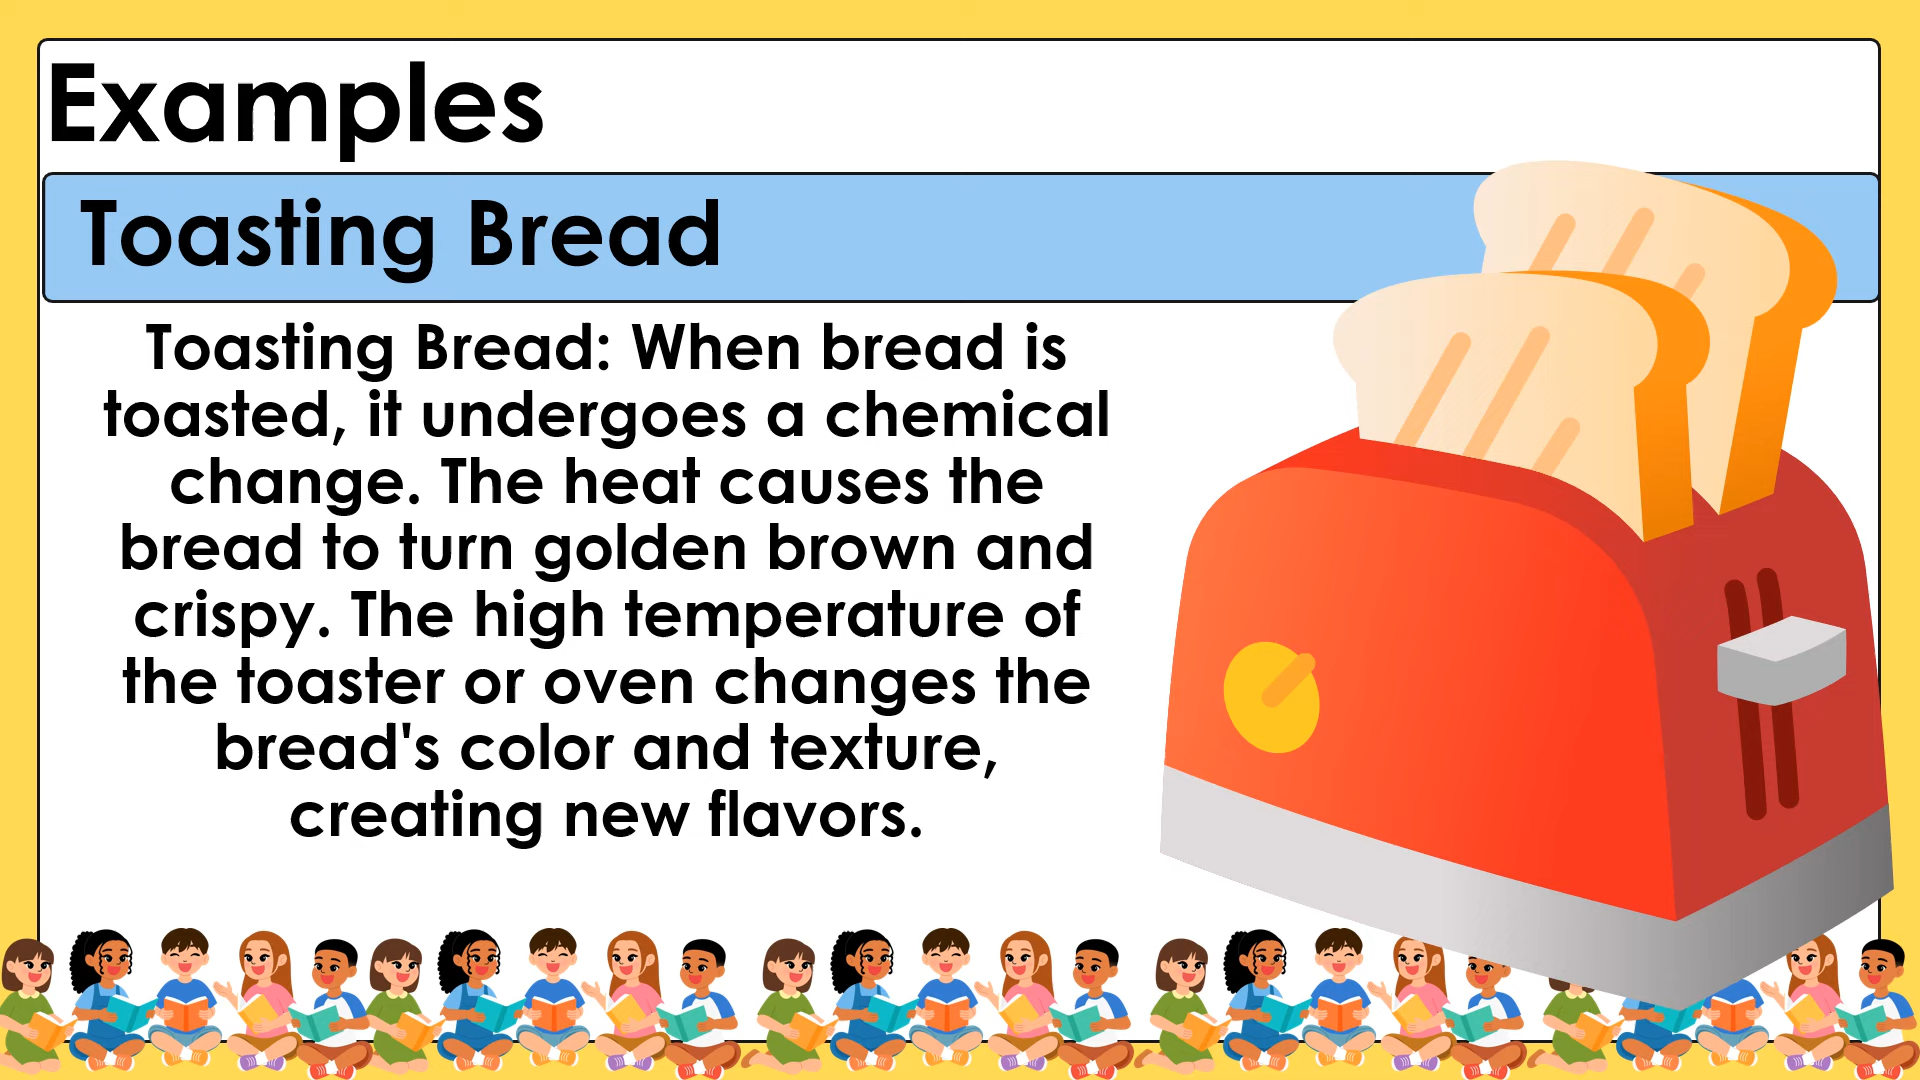 Examples
Toasting Bread
Toasting Bread: When bread is
toasted, it undergoes a chemical
change. The heat causes the
bread to turn golden brown and
crispy. The high temperature of
the toaster or oven changes the
bread's color and texture,
creating new flavors.